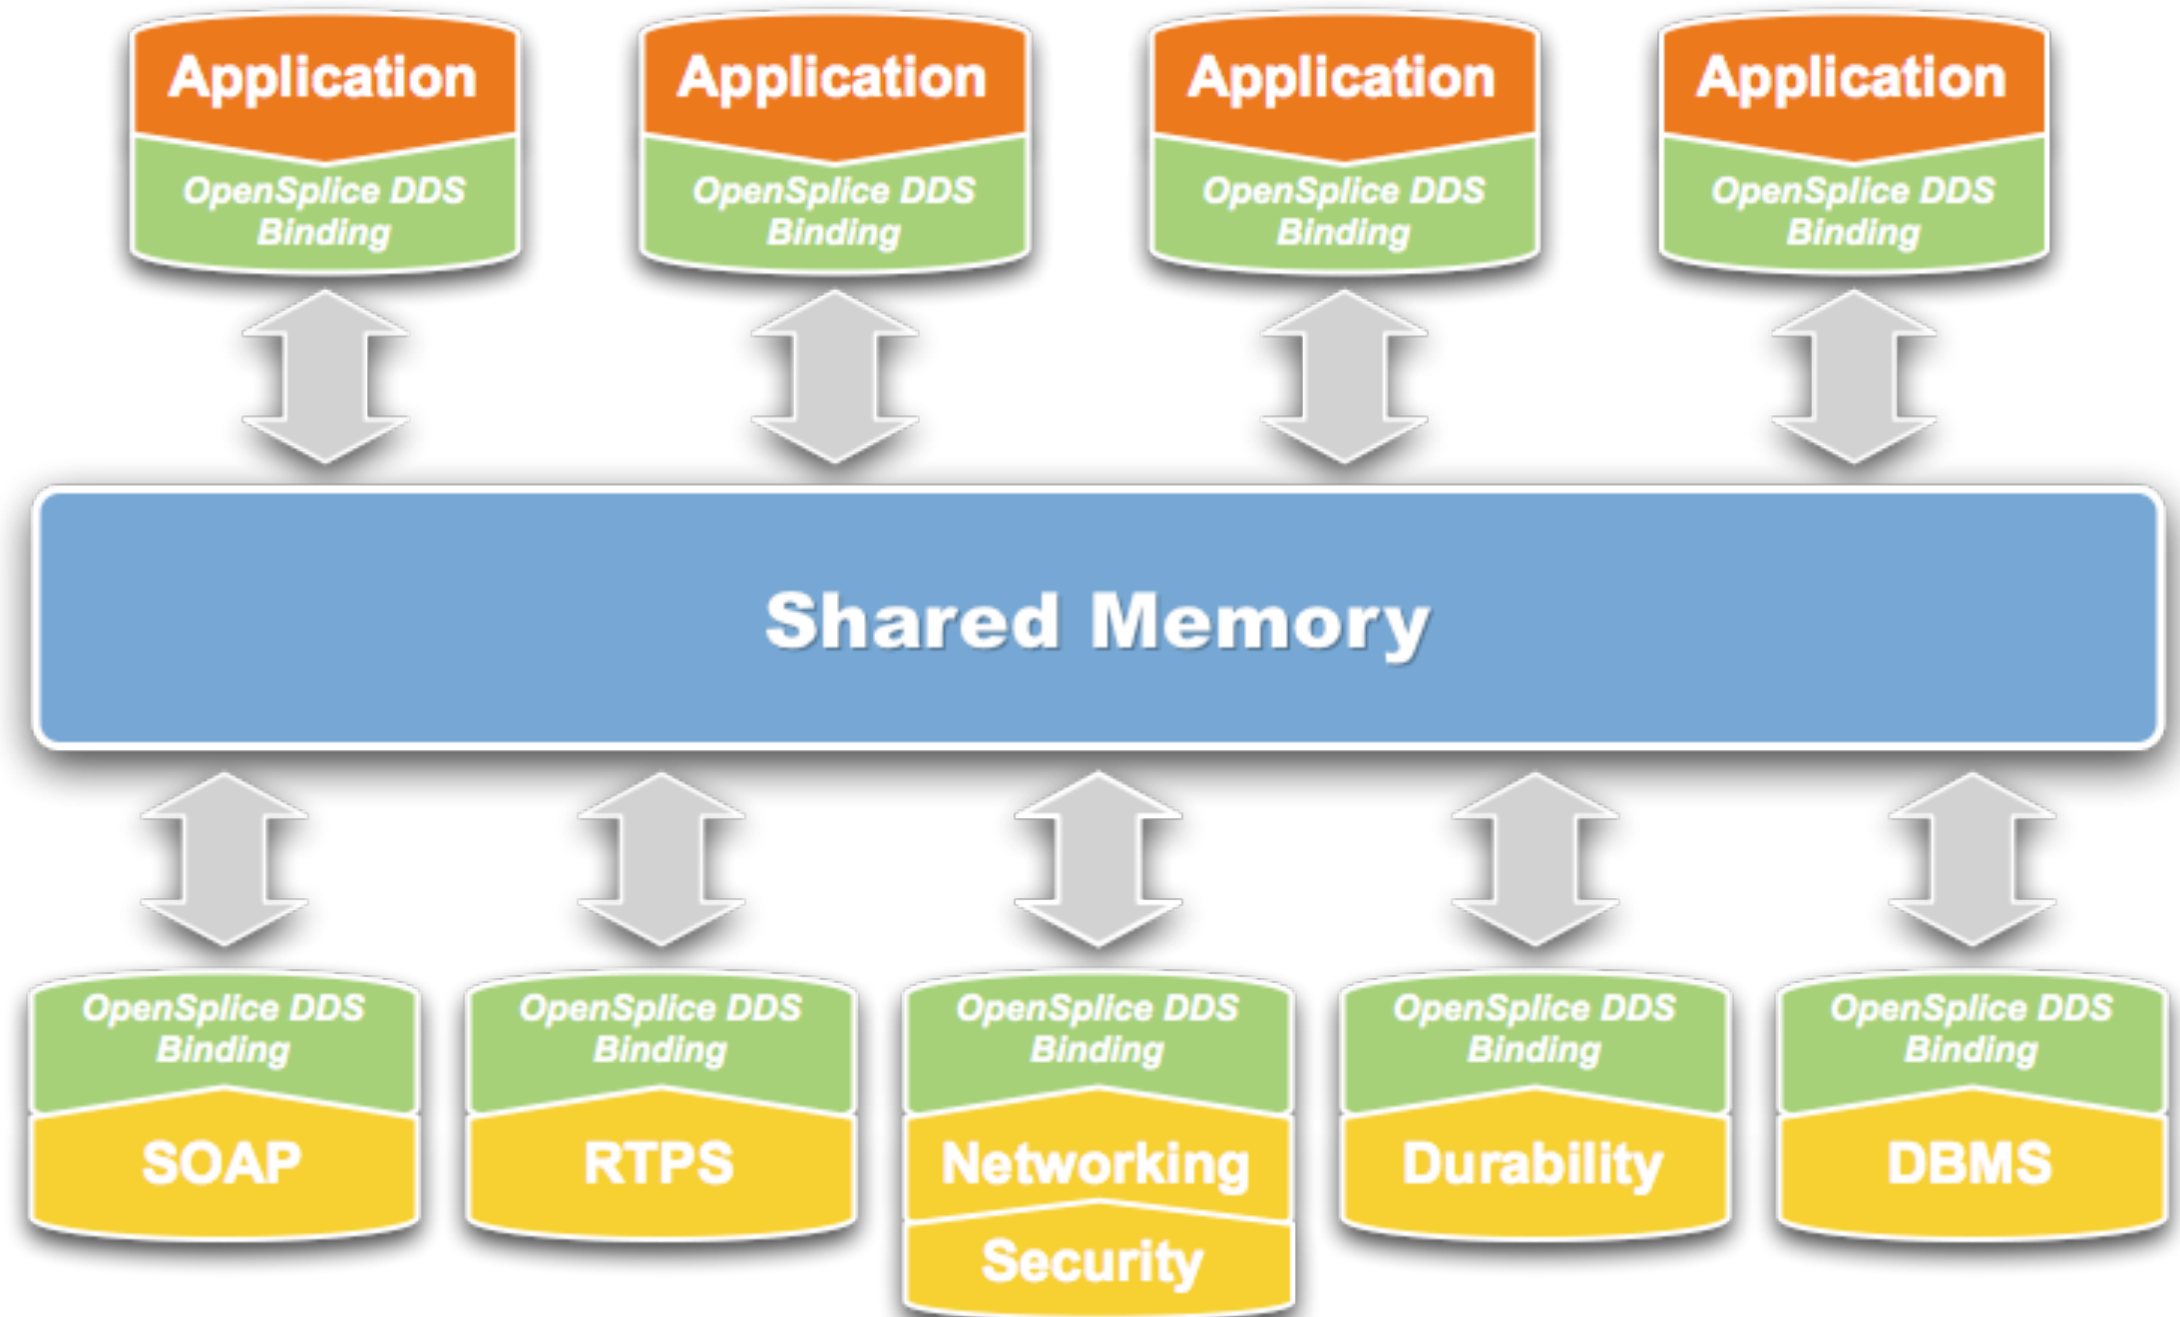 Application
OpenSplice DDS
Binding
Application
OpenSplice DDS
Binding
Application
OpenSplice DDS
Binding
Application
OpenSplice DDS
Binding
Shared Memory
OpenSplice DDS
Binding
SOAP
OpenSplice DDS
Binding
RTPS
OpenSplice DDS
Binding
Networking
Security
OpenSplice DDS
Binding
Durability
OpenSplice DDS
Binding
DBMS